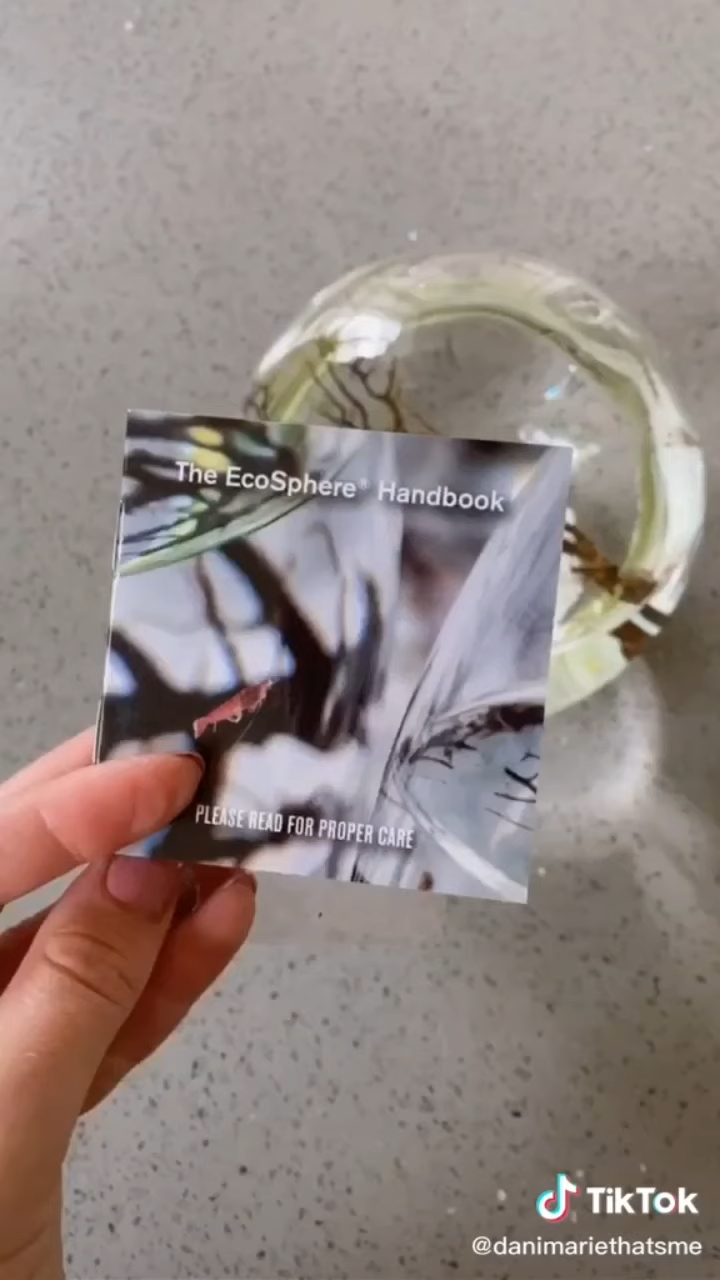 The EcoSphere® Handbook
PLEASE READ FOR PROPER CARE
TikTok
@danimariethatsme